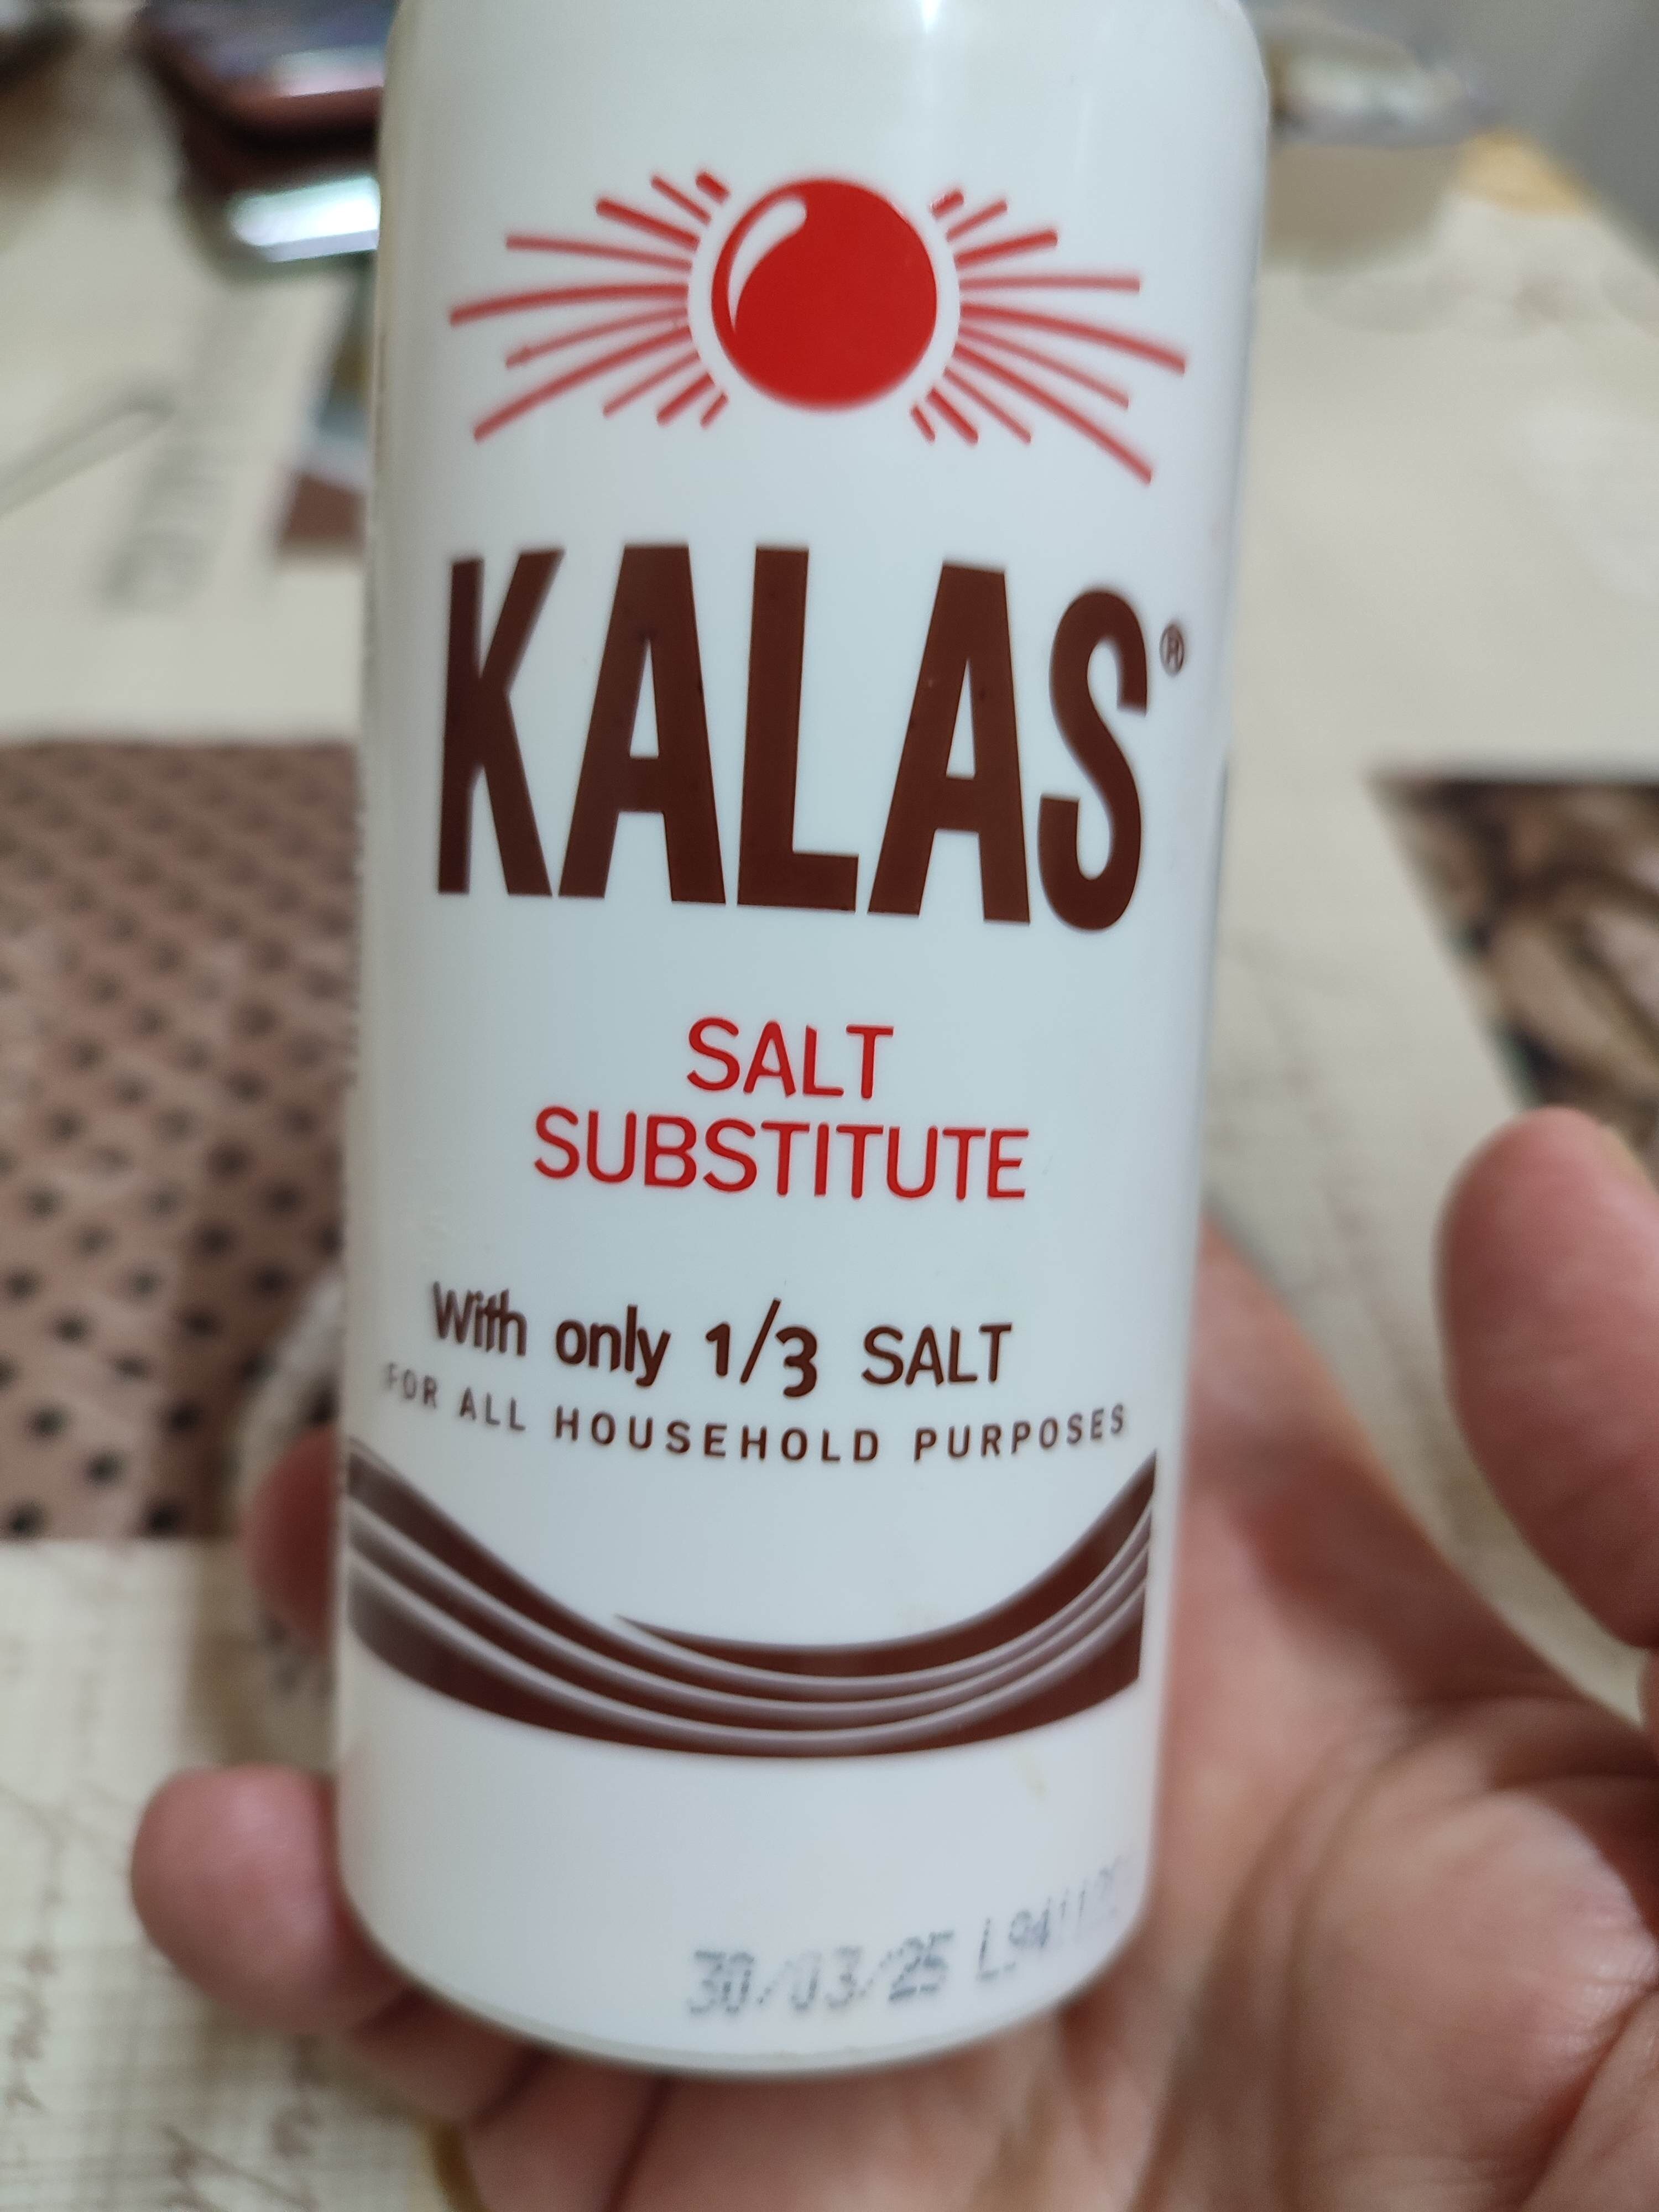 KALAS®
SALT
SUBSTITUTE
With only 1/3 SALT
FOR ALL HOUSEHOLD PURPOSES
30/03/25